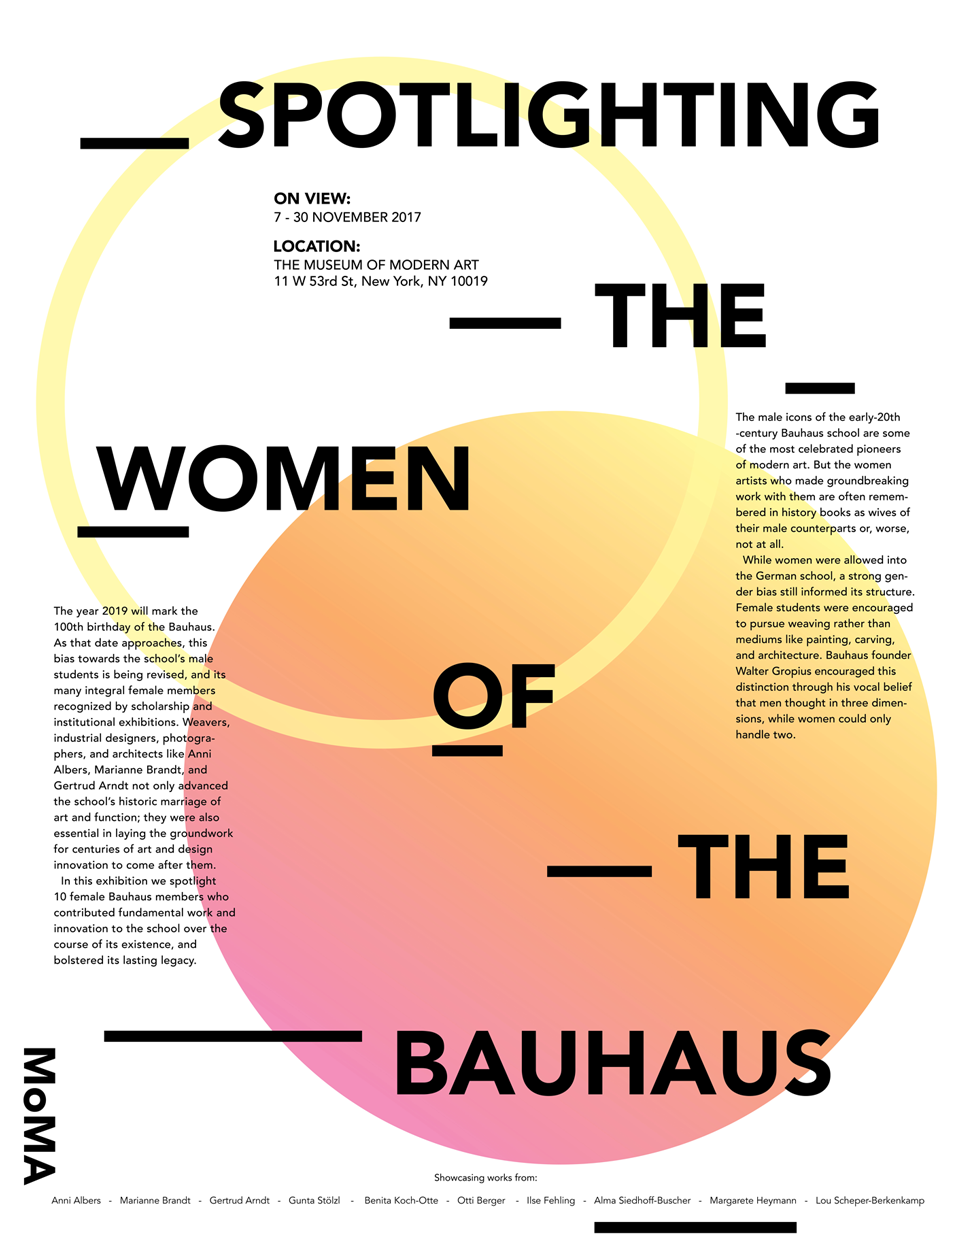 SPOTLIGHTING
ON VIEW:
7 - 30 NOVEMBER 2017
LOCATION:
THE MUSEUM OF MODERN ART
11 W 53rd St, New York, NY 10019
THE
WOMEN
OF
THE
BAUHAUS
The male icons of the early-20th
-century Bauhaus school are some
of the most celebrated pioneers
of modern art. But the women
artists who made groundbreaking
work with them are often remem-
bered in history books as wives of
their male counterparts or, worse,
not at all.
While women were allowed into
the German school, a strong gen-
der bias still informed its structure.
Female students were encouraged
to pursue weaving rather than
mediums like painting, carving,
and architecture. Bauhaus founder
Walter Gropius encouraged this
distinction through his vocal belief
that men thought in three dimen-
sions, while women could only
handle two.
The year 2019 will mark the
100th birthday of the Bauhaus.
As that date approaches, this
bias towards the school's male
students is being revised, and its
many integral female members
recognized by scholarship and
institutional exhibitions. Weavers,
industrial designers, photogra-
phers, and architects like Anni
Albers, Marianne Brandt, and
Gertrud Arndt not only advanced
the school's historic marriage of
art and function; they were also
essential in laying the groundwork
for centuries of art and design
innovation to come after them.
In this exhibition we spotlight
10 female Bauhaus members who
contributed fundamental work and
innovation to the school over the
course of its existence, and
bolstered its lasting legacy.
MoMA
Showcasing works from:
Anni Albers - Marianne Brandt - Gertrud Arndt - Gunta Stölzl - Benita Koch-Otte - Otti Berger - Ilse Fehling - Alma Siedhoff-Buscher - Margarete Heymann - Lou Scheper-Berkenkamp